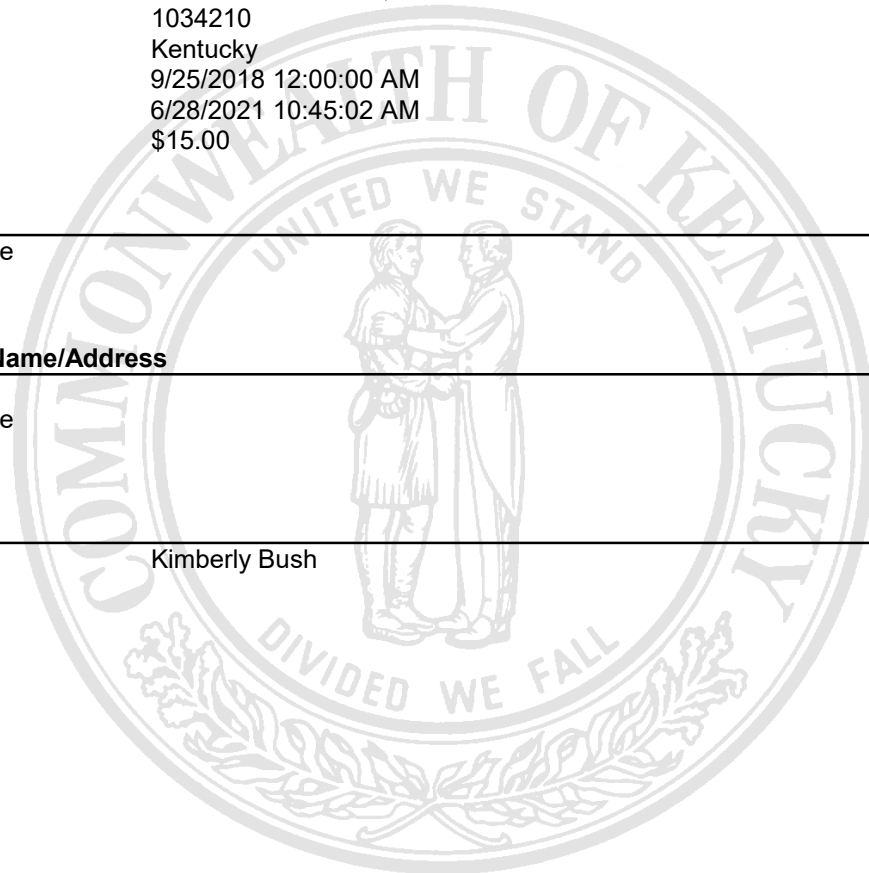 1034210
Kentucky
9/25/2018 12:00:00 AM
6/28/2021 10:45:02 AM
$15.00
COMMONWEALTH OF KENTUCKY
UNITED WE STAND
e
Name/Address
e
Kimberly Bush
DIVIDED WE FALL